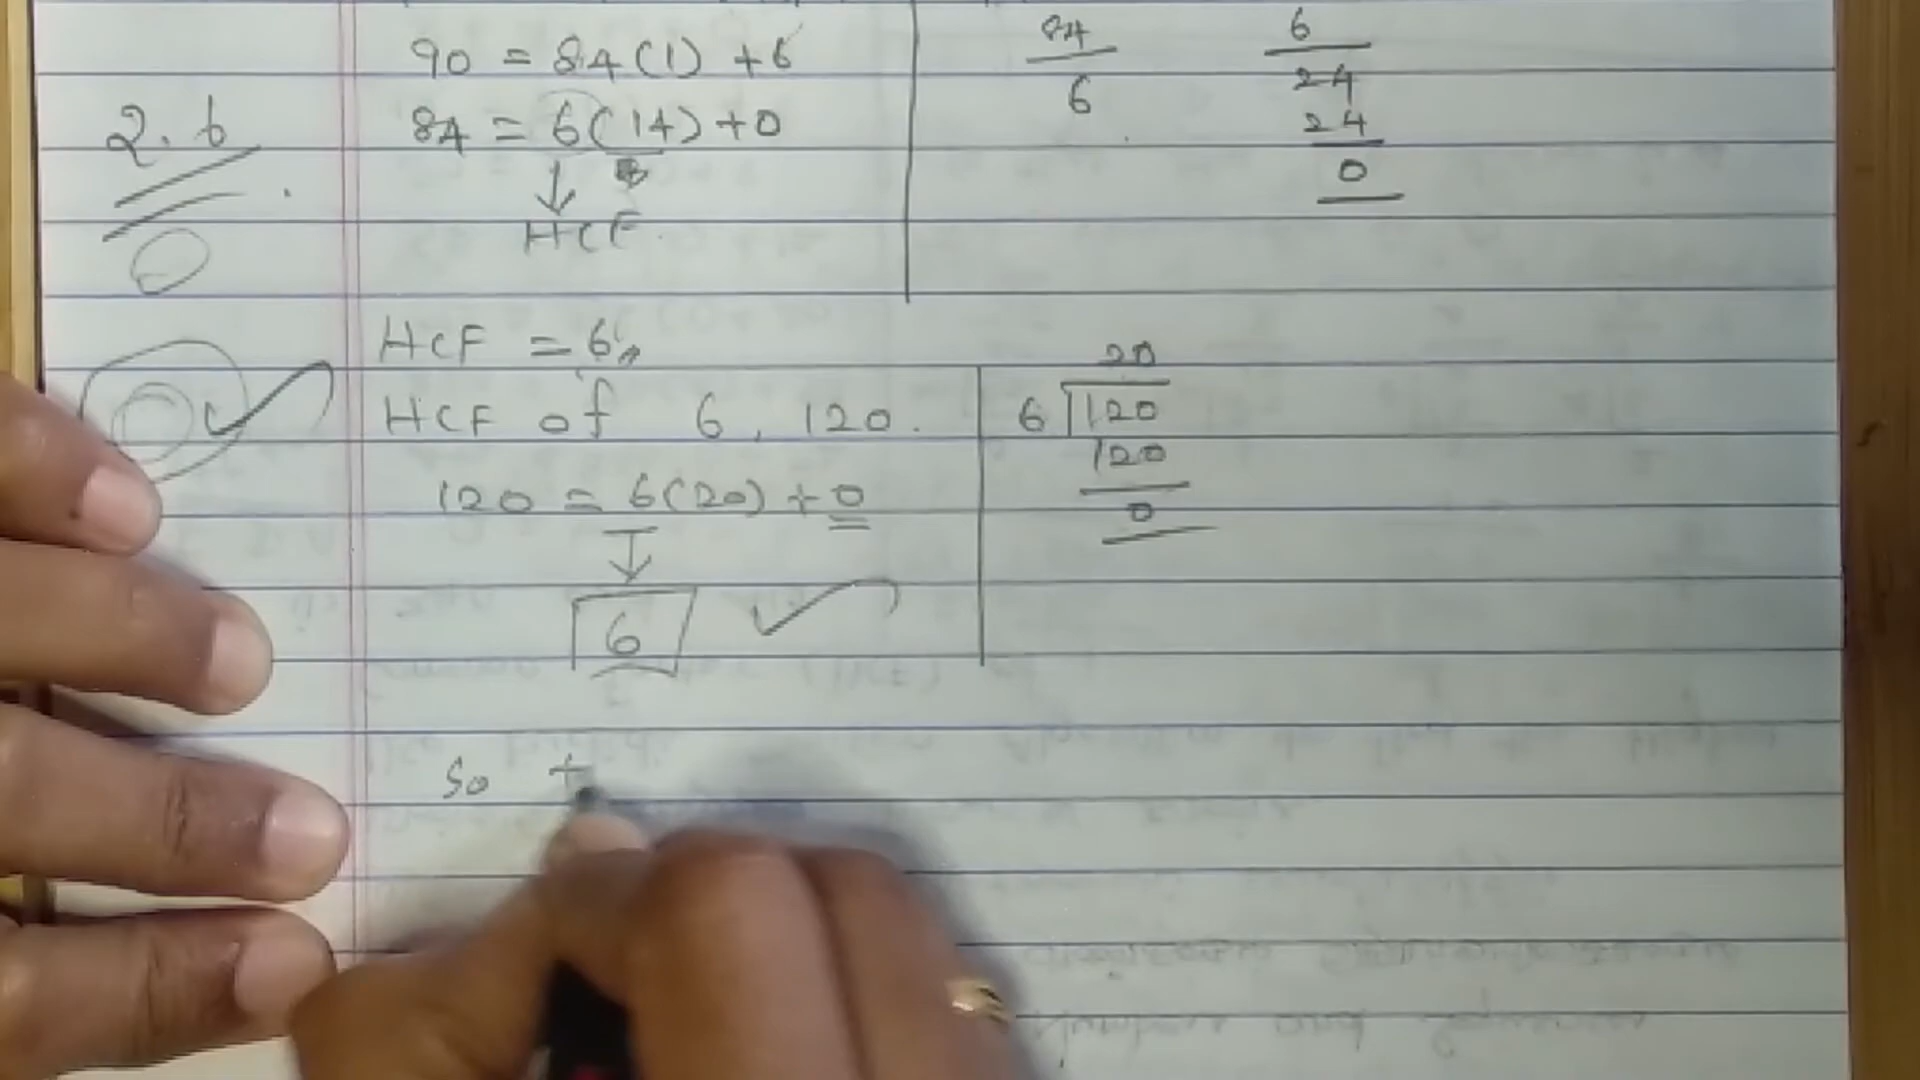 90 = 84(1) + 6
84 = 6(14) + 0
HCF
2.6
84
6
6
24
24
0
HCF = 6
HCF of 6, 120.
120 = 6(20) + 0
6
20
6)120
120
0
so